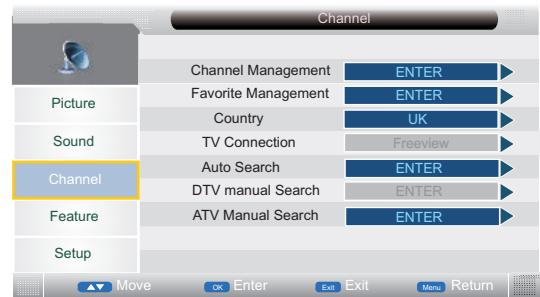 Channel
Channel Management ENTER
Favorite Management ENTER
Country UK
TV Connection Freeview
Auto Search ENTER
DTV manual Search ENTER
ATV Manual Search ENTER
Picture
Sound
Channel
Feature
Setup
Move OK Enter Exit Exit Menu Return